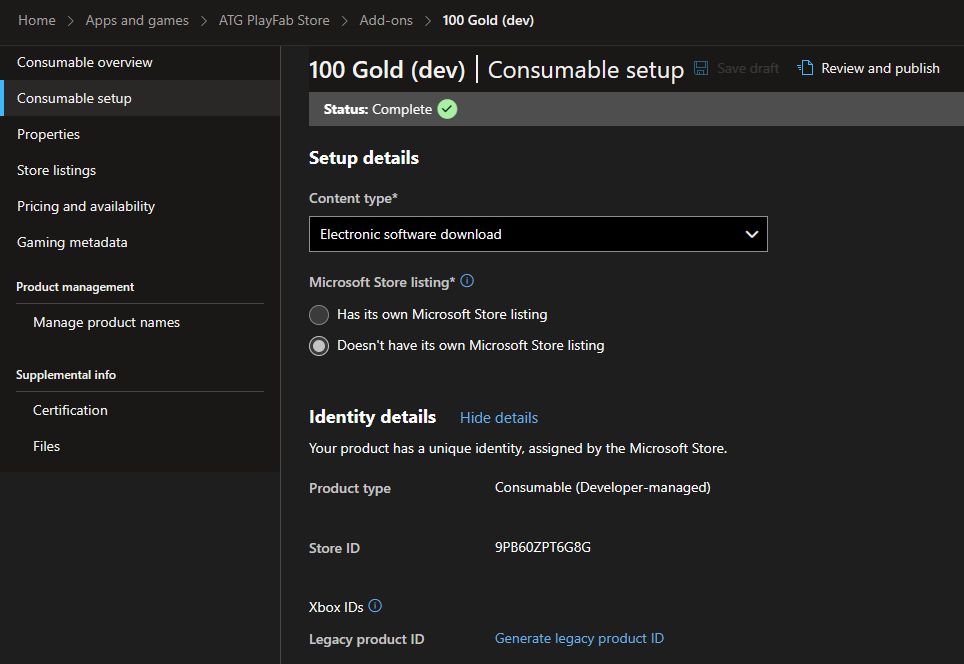 Home > Apps and games > ATG PlayFab Store > Add-ons > 100 Gold (dev)
Consumable overview
Consumable setup
Properties
Store listings
Pricing and availability
Gaming metadata
Product management
Manage product names
Supplemental info
Certification
Files
100 Gold (dev) | Consumable setup
Save draft
Review and publish
Status: Complete
Setup details
Content type*
Electronic software download
Microsoft Store listing*
Has its own Microsoft Store listing
Doesn't have its own Microsoft Store listing
Identity details Hide details
Your product has a unique identity, assigned by the Microsoft Store.
Product type Consumable (Developer-managed)
Store ID 9PB60ZPT6G8G
Xbox IDs
Legacy product ID Generate legacy product ID